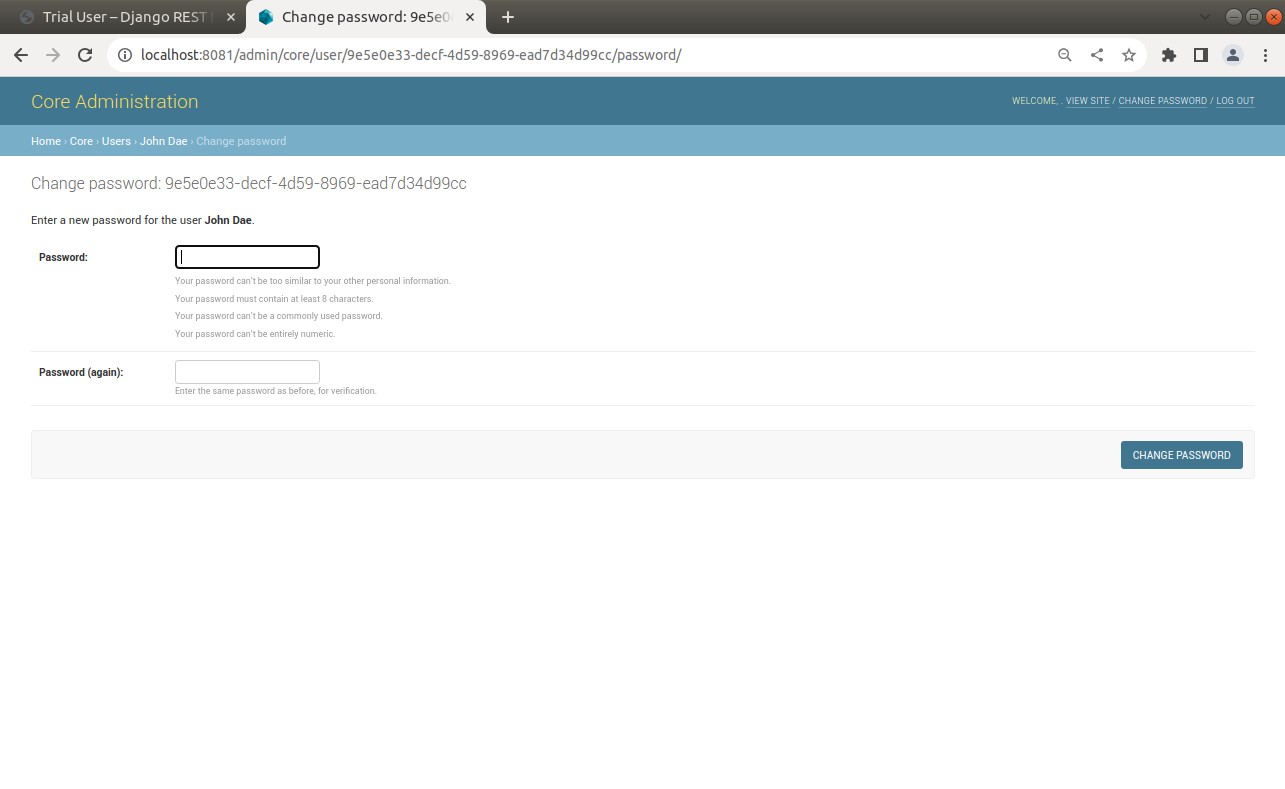 Trial User – Django REST
Change password: 9e5e0
localhost:8081/admin/core/user/9e5e0e33-decf-4d59-8969-ead7d34d99cc/password/
Core Administration
WELCOME, . VIEW SITE / CHANGE PASSWORD / LOG OUT
Home › Core › Users › John Dae › Change password
Change password: 9e5e0e33-decf-4d59-8969-ead7d34d99cc
Enter a new password for the user John Dae.
Password:
Your password can't be too similar to your other personal information.
Your password must contain at least 8 characters.
Your password can't be a commonly used password.
Your password can't be entirely numeric.
Password (again):
Enter the same password as before, for verification.
CHANGE PASSWORD